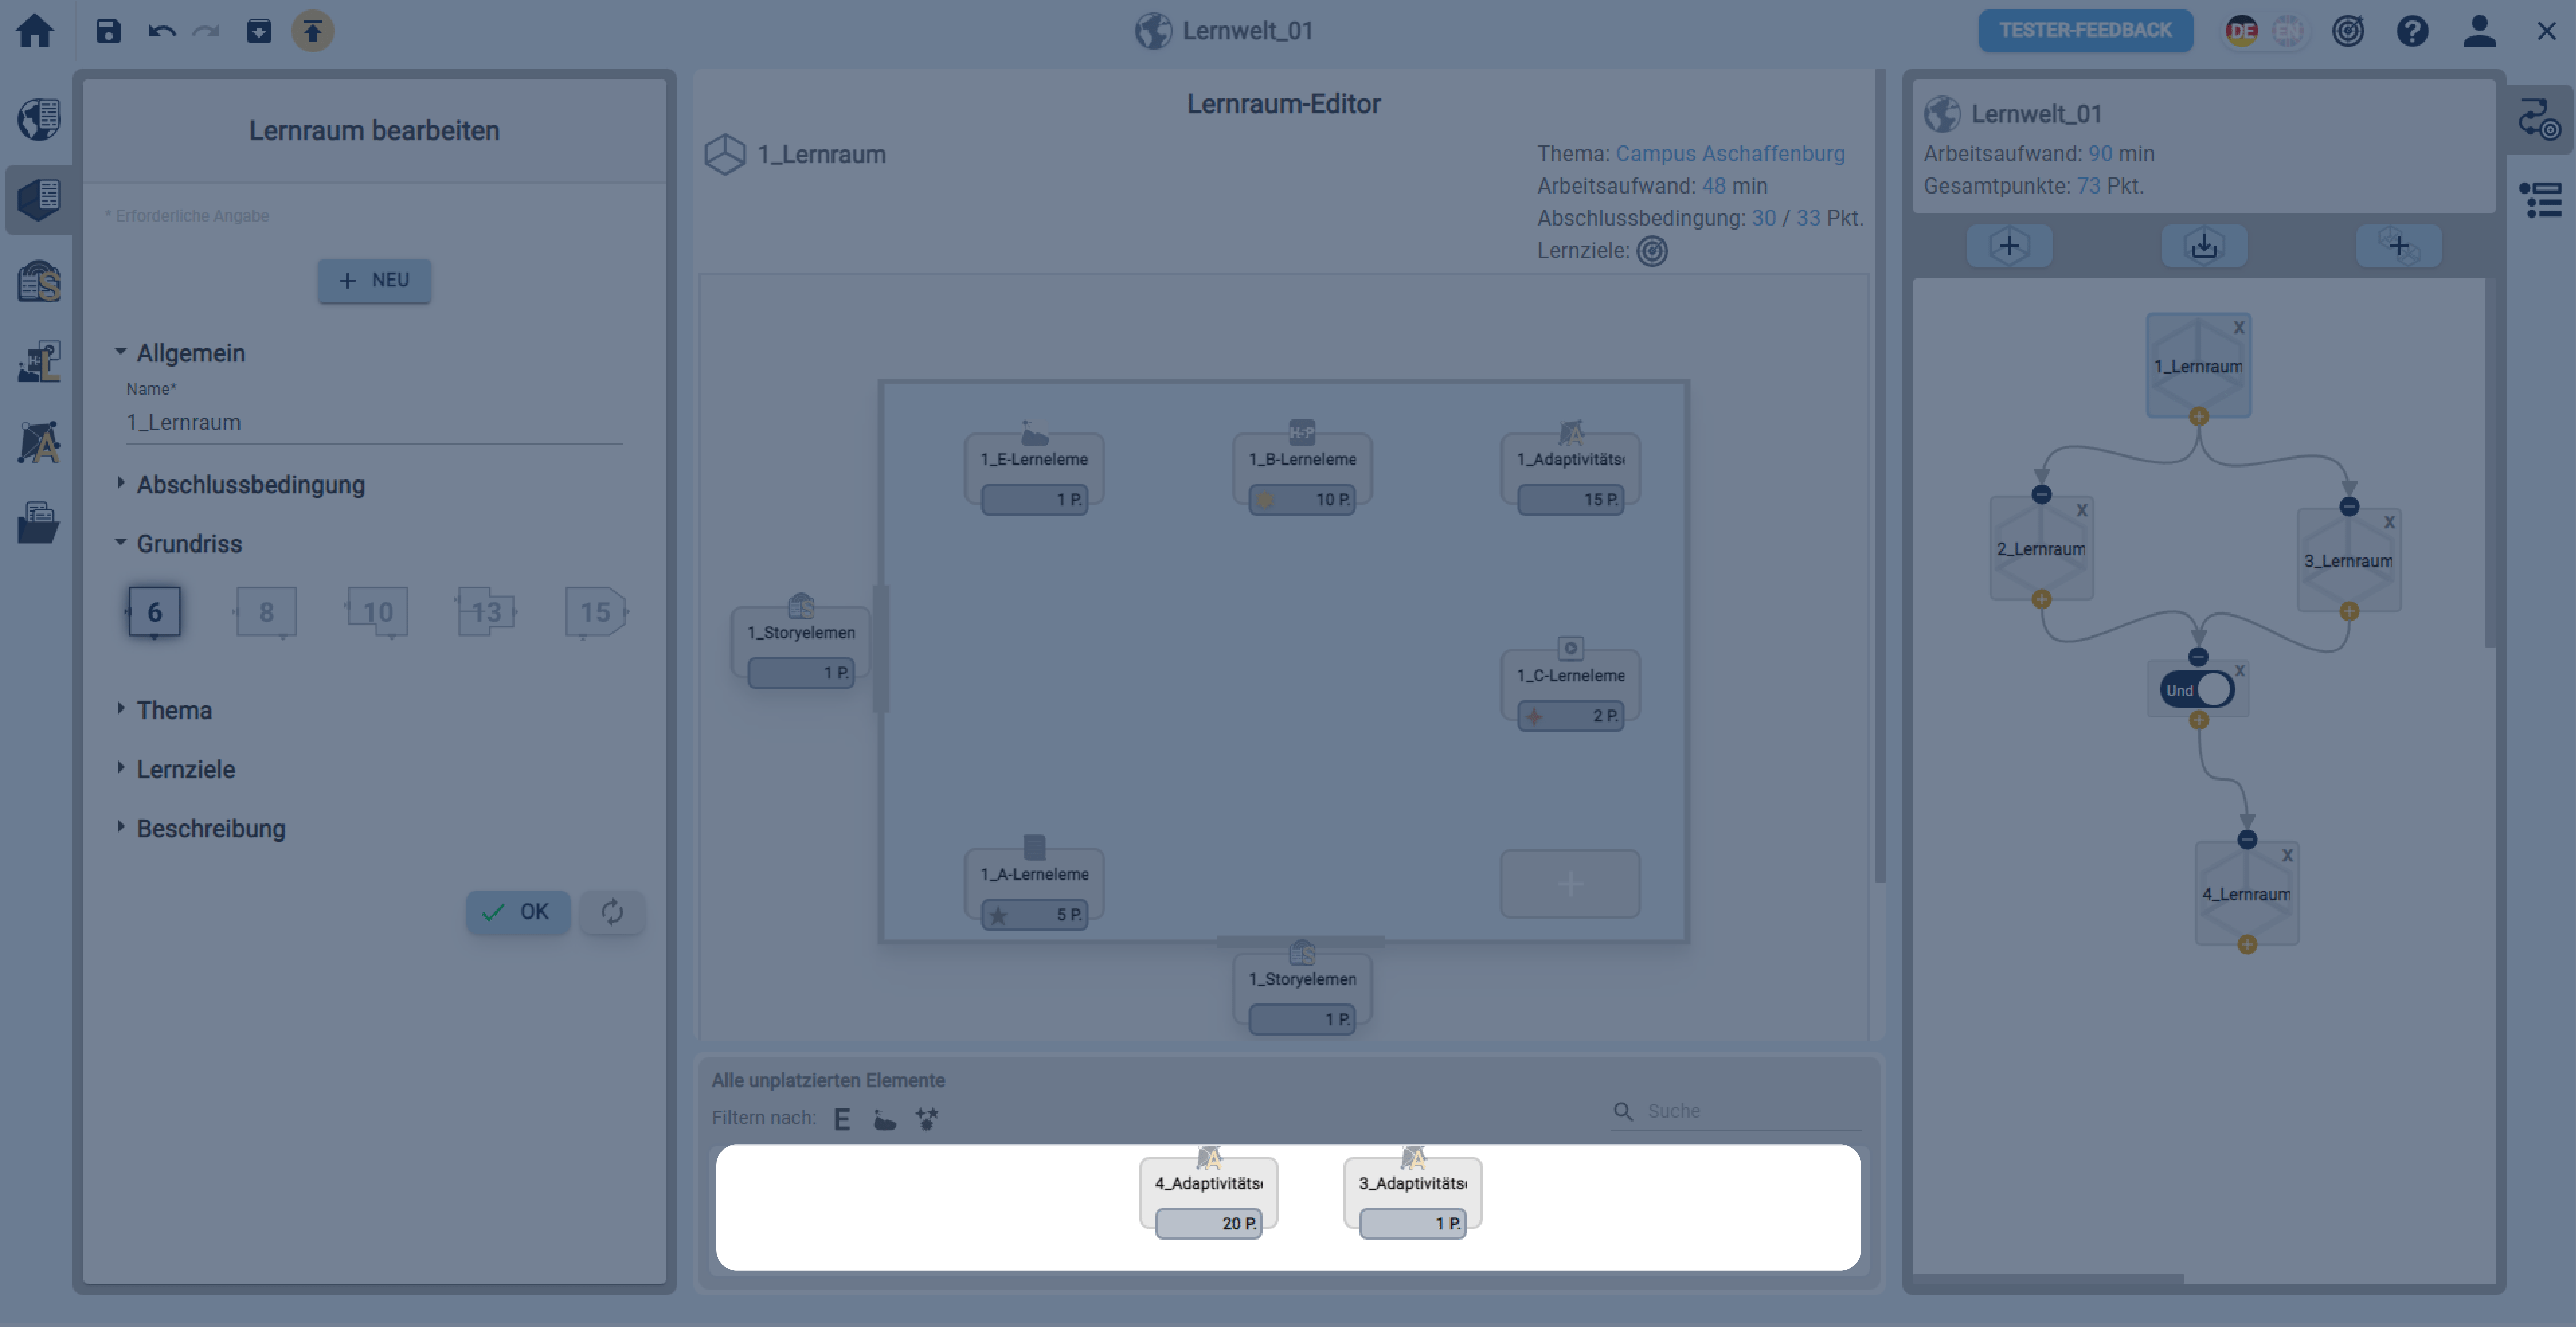 Lernwelt_01
TESTER-FEEDBACK
DE
EN
Lernraum bearbeiten
* Erforderliche Angabe
+ NEU
Allgemein
Name*
1_Lernraum
Abschlussbedingung
Grundriss
6 8 10 13 15
Thema
Lernziele
Beschreibung
OK
Lernraum-Editor
1_Lernraum
Thema: Campus Aschaffenburg
Arbeitsaufwand: 48 min
Abschlussbedingung: 30 / 33 Pkt.
Lernziele:
1_E-Lerneleme
1 P.
H-P
1_B-Lerneleme
10 P.
A
1_Adaptivitäts
15 P.
S
1_Storyelemen
1 P.
1_C-Lerneleme
2 P.
1_A-Lerneleme
5 P.
+
S
1_Storyelemen
1 P.
Alle unplatzierten Elemente
Filtern nach: E
Suche
A
4_Adaptivitäts
20 P.
A
3_Adaptivitäts
1 P.
Lernwelt_01
Arbeitsaufwand: 90 min
Gesamtpunkte: 73 Pkt.
X
1_Lernraum
X
2_Lernraum
X
3_Lernraum
X
Und
X
4_Lernraum